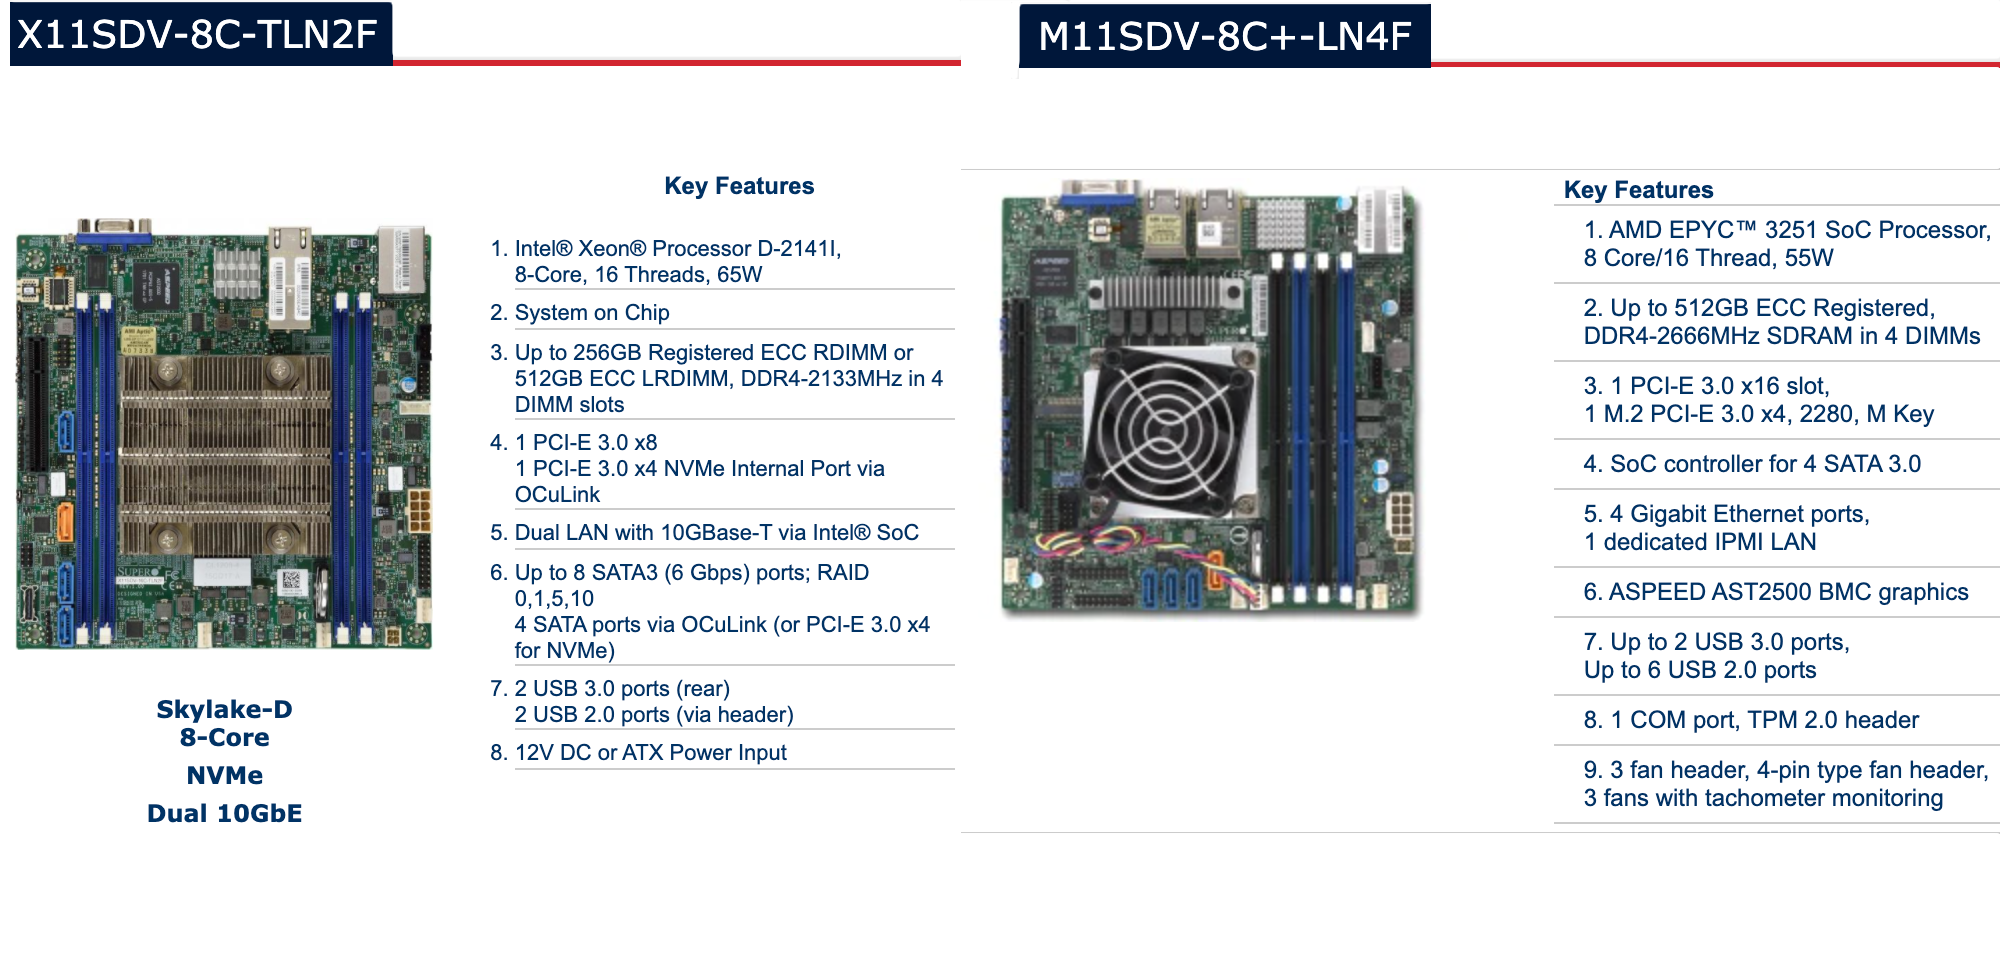 X11SDV-8C-TLN2F
Key Features
1. Intel® Xeon® Processor D-2141I,
8-Core, 16 Threads, 65W
2. System on Chip
3. Up to 256GB Registered ECC RDIMM or
512GB ECC LRDIMM, DDR4-2133MHz in 4
DIMM slots
4. 1 PCI-E 3.0 x8
1 PCI-E 3.0 x4 NVMe Internal Port via
OCuLink
5. Dual LAN with 10GBase-T via Intel® SoC
6. Up to 8 SATA3 (6 Gbps) ports; RAID
0,1,5,10
4 SATA ports via OCuLink (or PCI-E 3.0 x4
for NVMe)
7. 2 USB 3.0 ports (rear)
2 USB 2.0 ports (via header)
8. 12V DC or ATX Power Input
ASPEED
SUPER
Skylake-D
8-Core
NVMe
Dual 10GbE
M11SDV-8C+-LN4F
ASPEED
Key Features
1. AMD EPYC™ 3251 SoC Processor,
8 Core/16 Thread, 55W
2. Up to 512GB ECC Registered,
DDR4-2666MHz SDRAM in 4 DIMMs
3. 1 PCI-E 3.0 x16 slot,
1 M.2 PCI-E 3.0 x4, 2280, M Key
4. SoC controller for 4 SATA 3.0
5. 4 Gigabit Ethernet ports,
1 dedicated IPMI LAN
6. ASPEED AST2500 BMC graphics
7. Up to 2 USB 3.0 ports,
Up to 6 USB 2.0 ports
8. 1 COM port, TPM 2.0 header
9. 3 fan header, 4-pin type fan header,
3 fans with tachometer monitoring